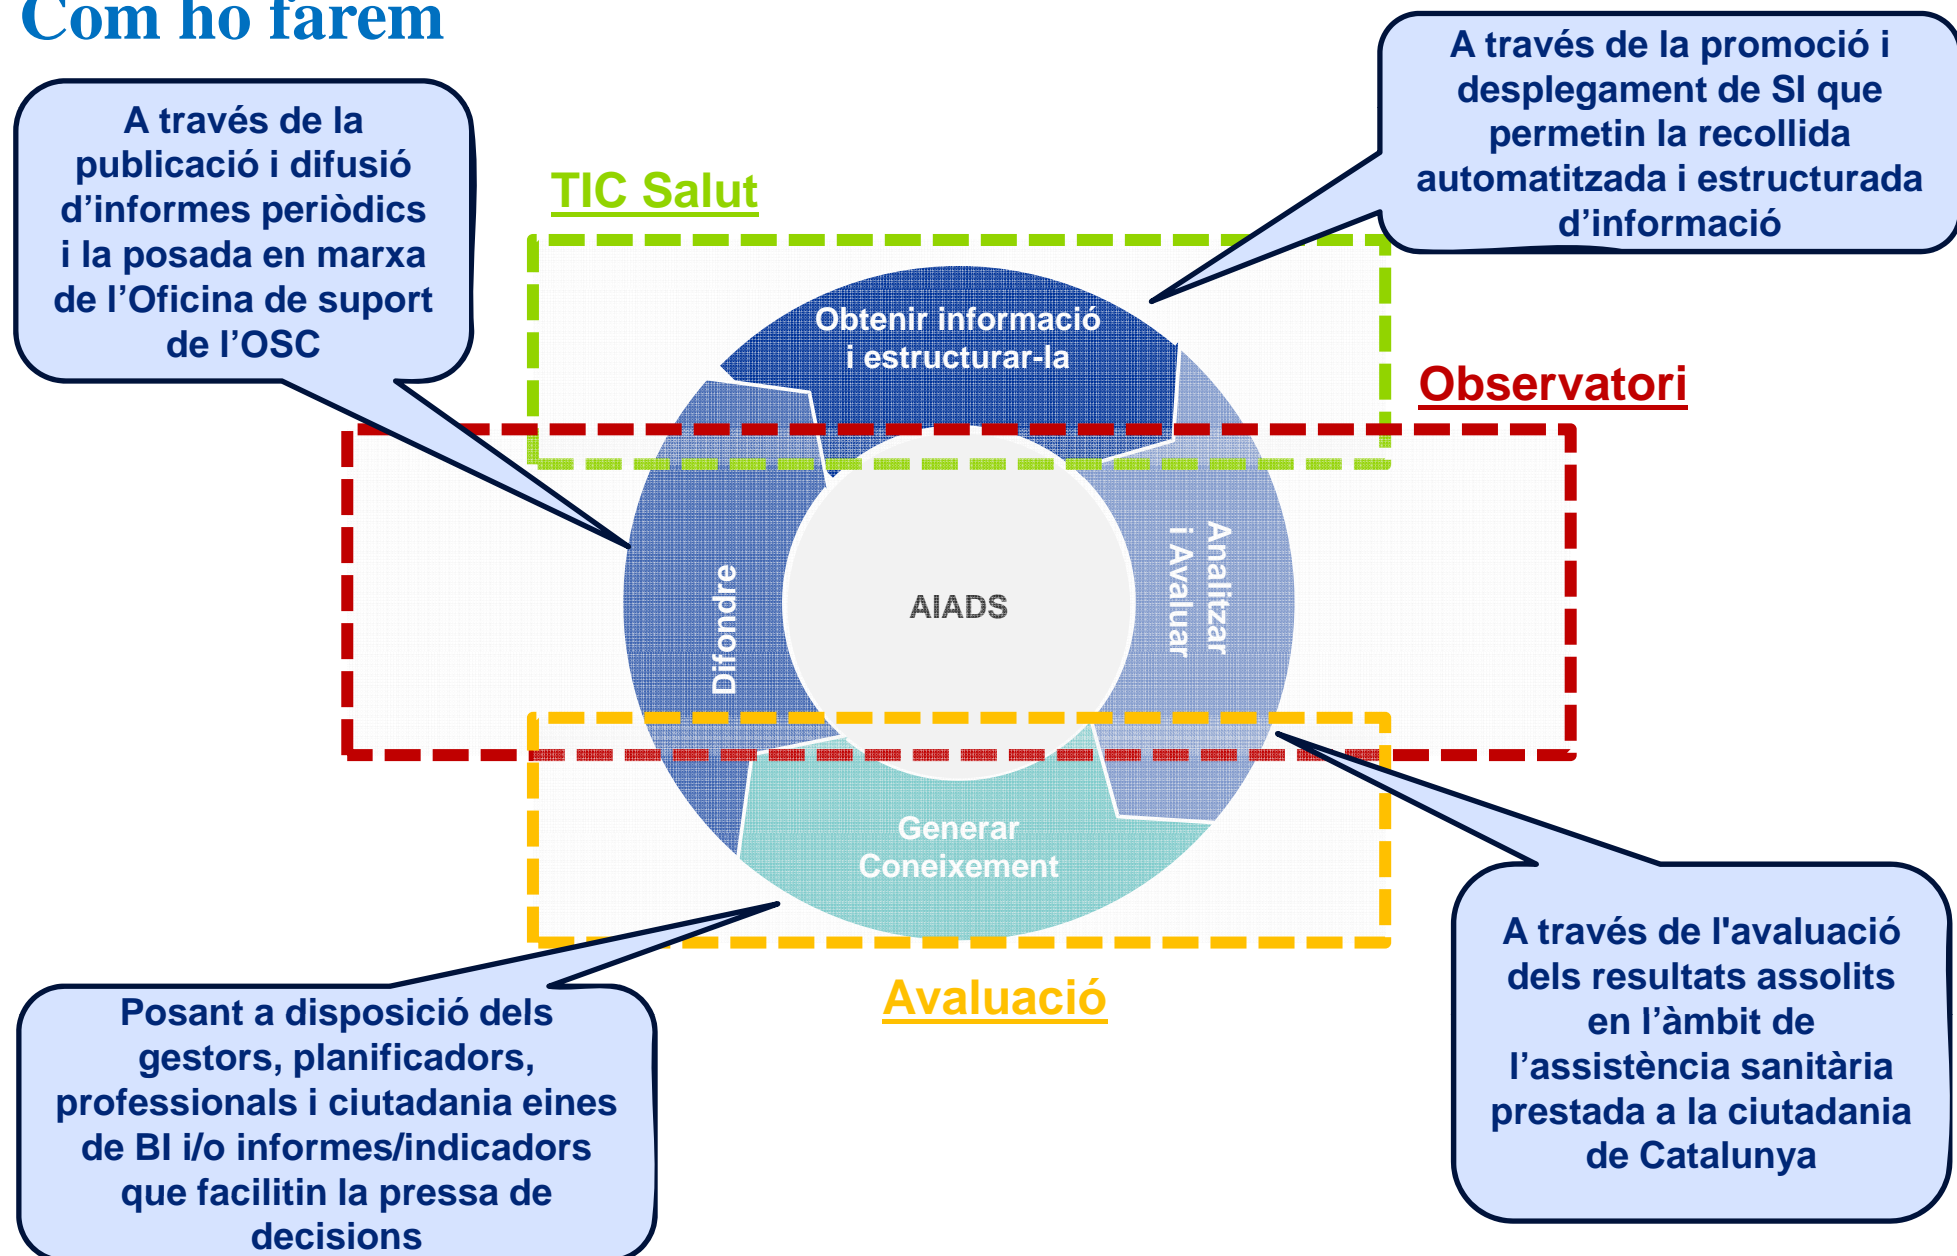 Com ho farem
A través de la
publicació i difusió
d’informes periòdics
i la posada en marxa
de l’Oficina de suport
de l’OSC
A través de la promoció i
desplegament de SI que
permetin la recollida
automatitzada i estructurada
d’informació
TIC Salut
Obtenir informació
i estructurar-la
Observatori
Analitzar
i Avaluar
AIADS
Difondre
Generar
Coneixement
Avaluació
Posant a disposició dels
gestors, planificadors,
professionals i ciutadania eines
de BI i/o informes/indicadors
que facilitin la pressa de
decisions
A través de l'avaluació
dels resultats assolits
en l’àmbit de
l’assistència sanitària
prestada a la ciutadania
de Catalunya